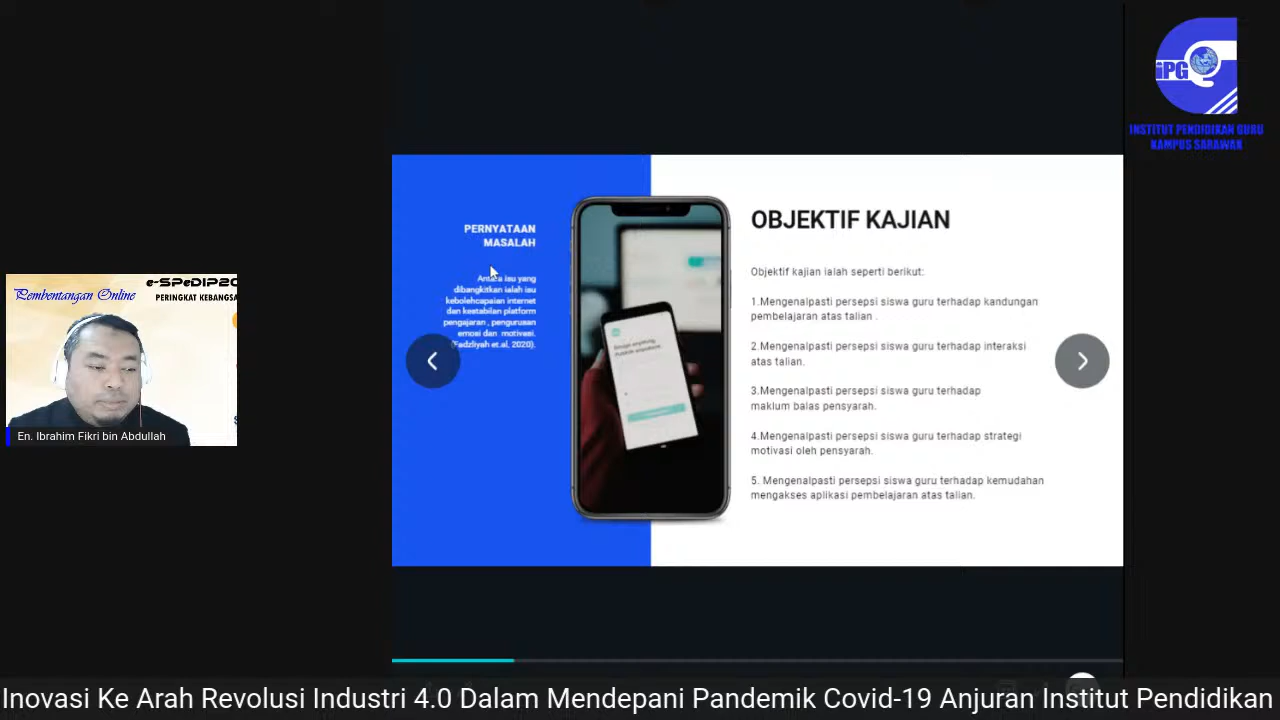 iPG
INSTITUT PENDIDIKAN GURU
KAMPUS SARAWAK
PERNYATAAN
MASALAH
Antara isu yang
dibangkitkan ialah isu
kebolehcapaian internet
dan kestabilan platform
pengajaran , pengurusan
emosi dan motivasi.
(Fadzliyah et.al, 2020).
OBJEKTIF KAJIAN
Objektif kajian ialah seperti berikut:
1.Mengenalpasti persepsi siswa guru terhadap kandungan
pembelajaran atas talian .
2.Mengenalpasti persepsi siswa guru terhadap interaksi
atas talian.
3.Mengenalpasti persepsi siswa guru terhadap
maklum balas pensyarah.
4.Mengenalpasti persepsi siswa guru terhadap strategi
motivasi oleh pensyarah.
5. Mengenalpasti persepsi siswa guru terhadap kemudahan
mengakses aplikasi pembelajaran atas talian.
Design anything.
Publish anywhere.
e-SPeDIP2C
Pembentangan Online
PERINGKAT KEBANGSA
En. Ibrahim Fikri bin Abdullah
Inovasi Ke Arah Revolusi Industri 4.0 Dalam Mendepani Pandemik Covid-19 Anjuran Institut Pendidikan